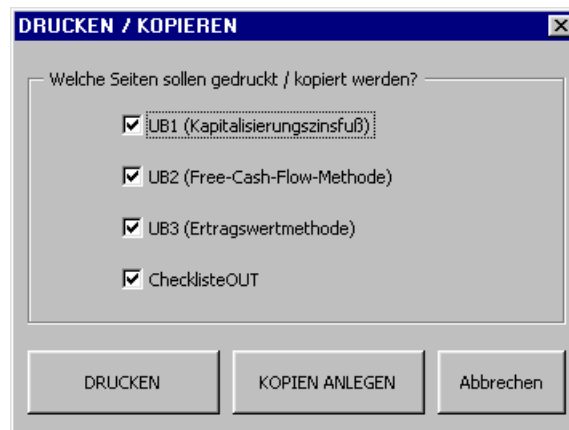 DRUCKEN / KOPIEREN
Welche Seiten sollen gedruckt / kopiert werden?
UB1 (Kapitalisierungszinsfuß)
UB2 (Free-Cash-Flow-Methode)
UB3 (Ertragswertmethode)
ChecklisteOUT
DRUCKEN KOPIEN ANLEGEN Abbrechen